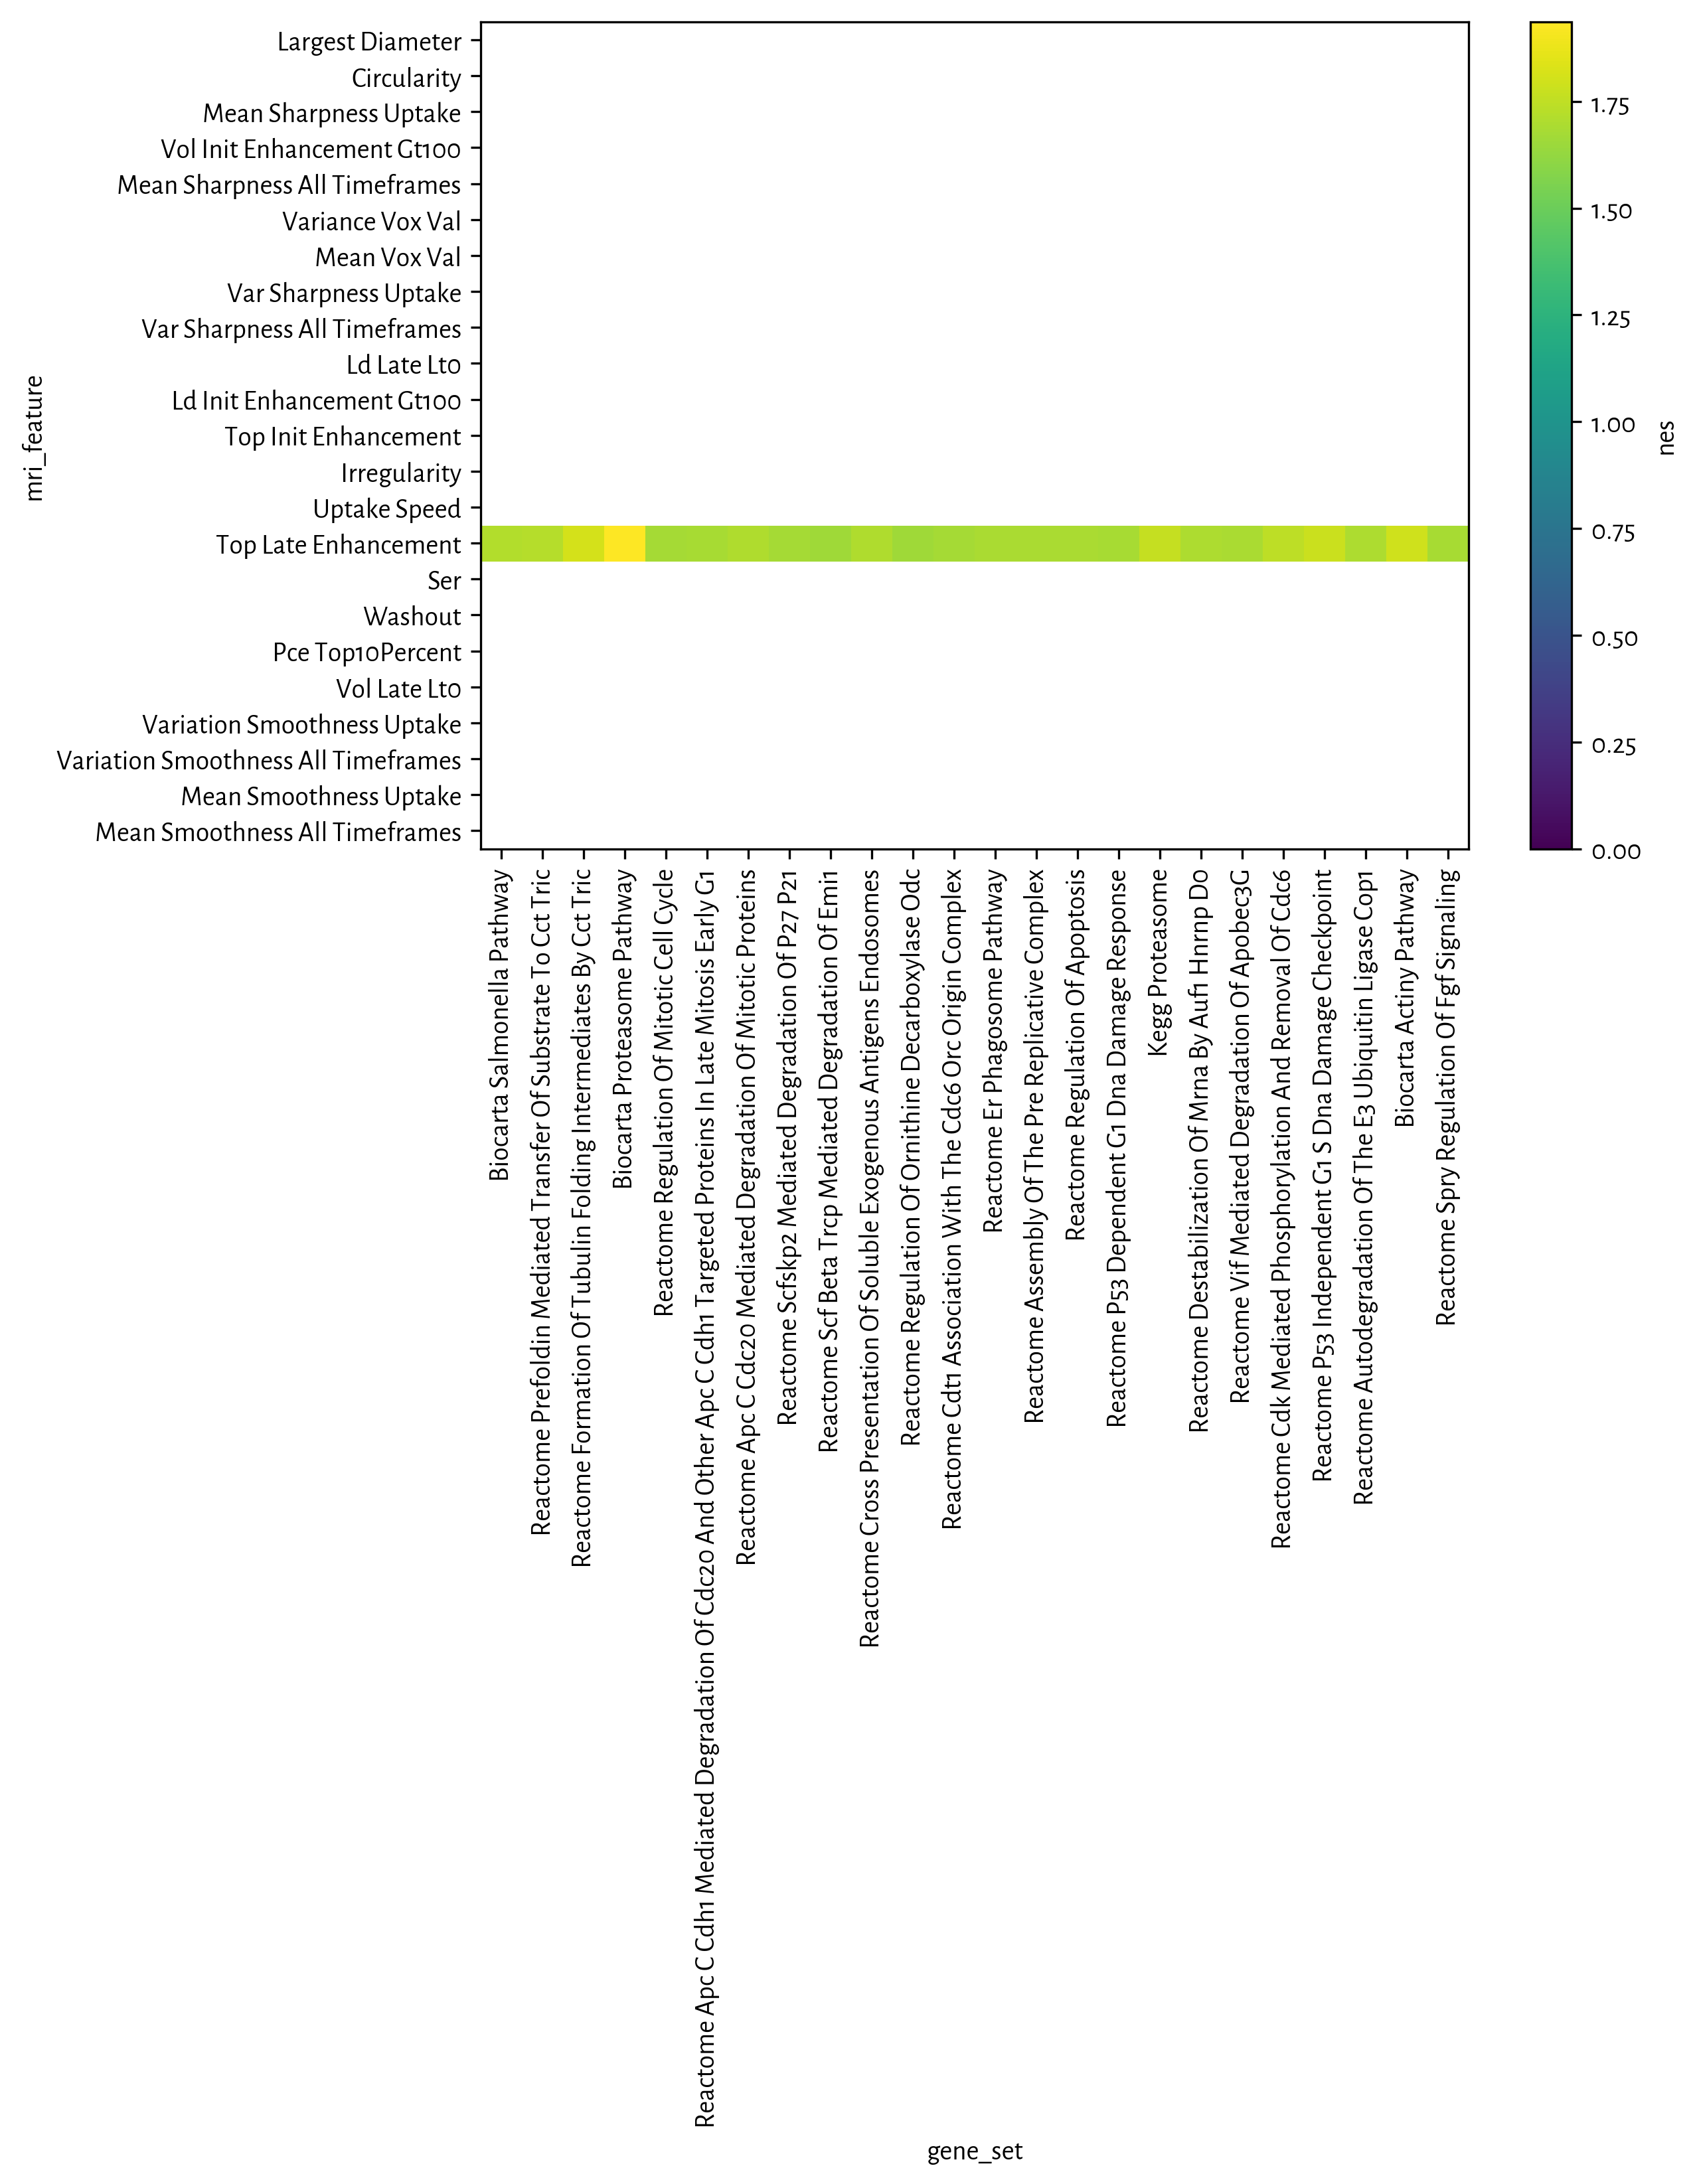 Largest Diameter
Circularity
Mean Sharpness Uptake
Vol Init Enhancement Gt100
Mean Sharpness All Timeframes
Variance Vox Val
Mean Vox Val
Var Sharpness Uptake
Var Sharpness All Timeframes
Ld Late Lt0
Ld Init Enhancement Gt100
Top Init Enhancement
Irregularity
Uptake Speed
Top Late Enhancement
Ser
Washout
Pce Top10Percent
Vol Late Lt0
Variation Smoothness Uptake
Variation Smoothness All Timeframes
Mean Smoothness Uptake
Mean Smoothness All Timeframes
mri_feature
Biocarta Salmonella Pathway
Reactome Prefoldin Mediated Transfer Of Substrate To Cct Tric
Reactome Formation Of Tubulin Folding Intermediates By Cct Tric
Biocarta Proteasome Pathway
Reactome Regulation Of Mitotic Cell Cycle
Reactome Apc C Cdh1 Mediated Degradation Of Cdc20 And Other Apc C Cdh1 Targeted Proteins In Late Mitosis Early G1
Reactome Apc C Cdc20 Mediated Degradation Of Mitotic Proteins
Reactome Scfskp2 Mediated Degradation Of P27 P21
Reactome Scf Beta Trcp Mediated Degradation Of Emi1
Reactome Cross Presentation Of Soluble Exogenous Antigens Endosomes
Reactome Regulation Of Ornithine Decarboxylase Odc
Reactome Cdt1 Association With The Cdc6 Orc Origin Complex
Reactome Er Phagosome Pathway
Reactome Assembly Of The Pre Replicative Complex
Reactome Regulation Of Apoptosis
Reactome P53 Dependent G1 Dna Damage Response
Kegg Proteasome
Reactome Destabilization Of Mrna By Auf1 Hnrnp D0
Reactome Vif Mediated Degradation Of Apobec3G
Reactome Cdk Mediated Phosphorylation And Removal Of Cdc6
Reactome P53 Independent G1 S Dna Damage Checkpoint
Reactome Autodegradation Of The E3 Ubiquitin Ligase Cop1
Biocarta Actiny Pathway
Reactome Spry Regulation Of Fgf Signaling
gene_set
1.75
1.50
1.25
1.00
0.75
0.50
0.25
0.00
nes